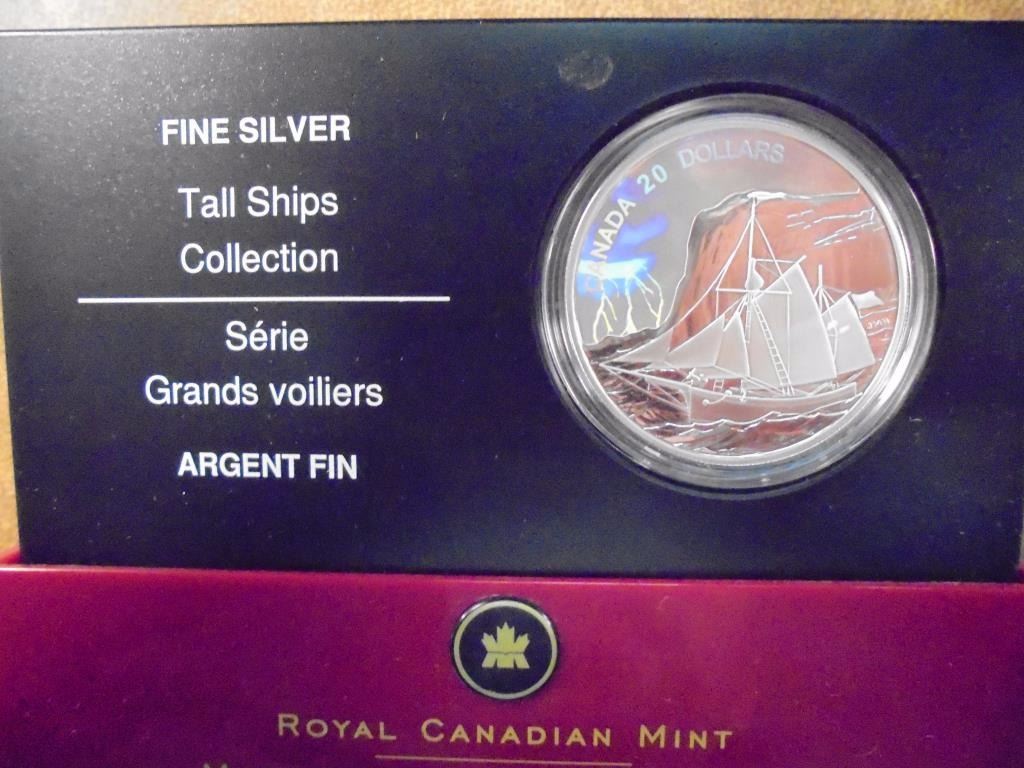 FINE SILVER
Tall Ships
Collection
Série
Grands voiliers
ARGENT FIN
CANADA 20 DOLLARS
ROYAL CANADIAN MINT